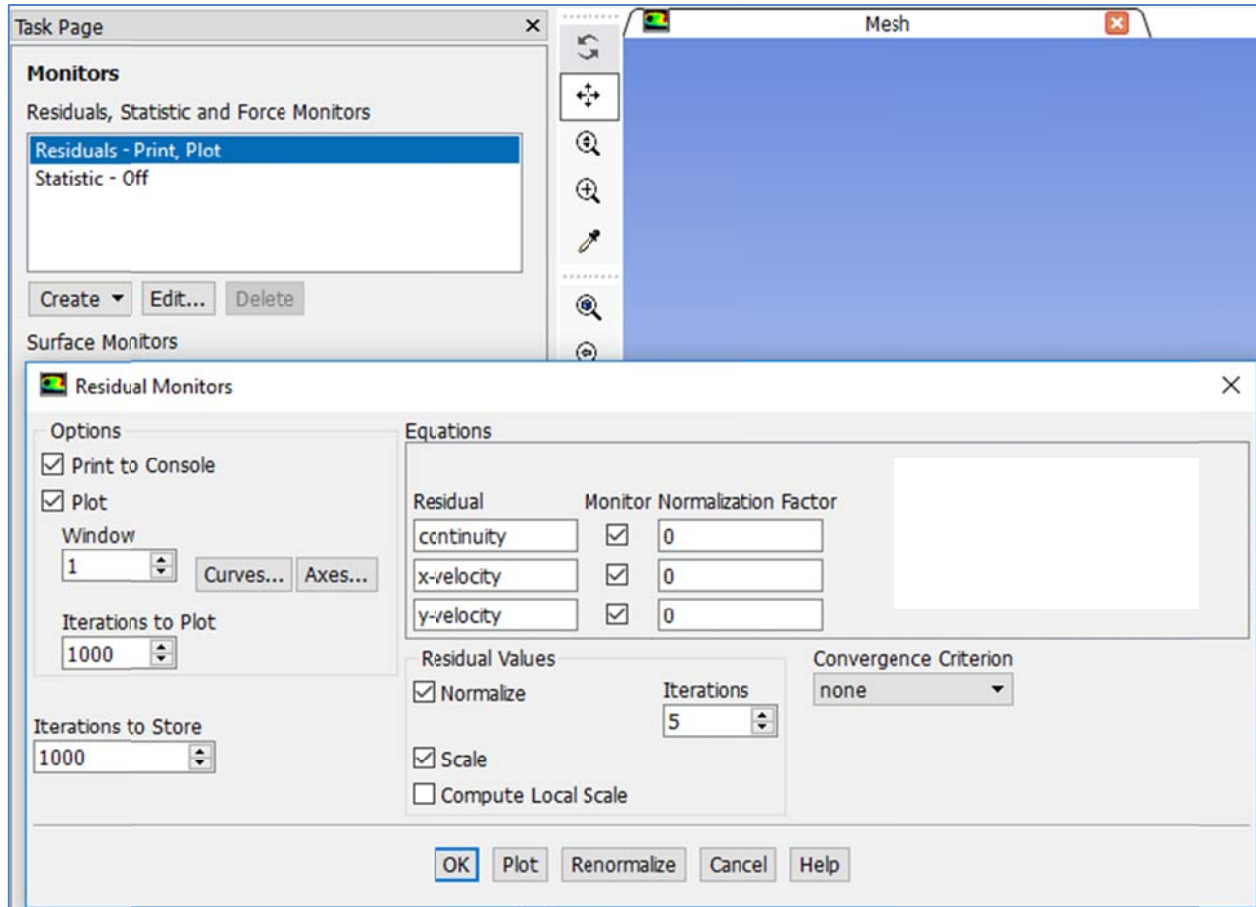 Task Page
Mesh
Monitors
Residuals, Statistic and Force Monitors
Residuals - Print, Plot
Statistic - Off
Create Edit... Delete
Surface Monitors
Residual Monitors
Options
Print to Console
Plot
Window
1
Curves... Axes...
Iterations to Plot
1000
Iterations to Store
1000
Equations
Residual Monitor Normalization Factor
continuity 0
x-velocity 0
y-velocity 0
Residual Values
Normalize
Iterations
5
Scale
Compute Local Scale
Convergence Criterion
none
OK Plot Renormalize Cancel Help